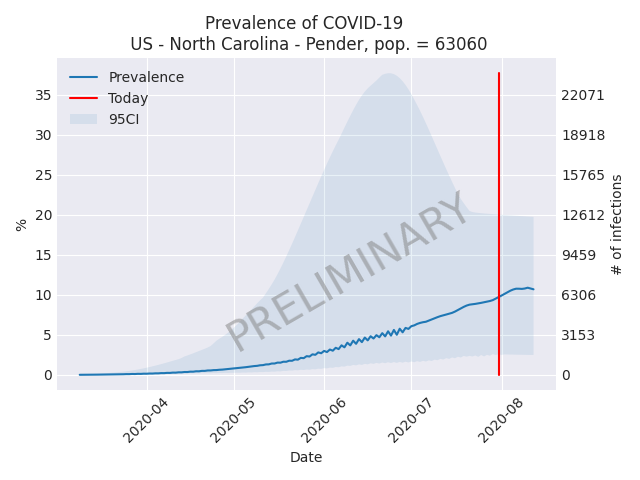 Prevalence of COVID-19
US - North Carolina - Pender, pop. = 63060
Prevalence
Today
95CI
35
30
25
20
15
10
5
0
%
22071
18918
15765
12612
9459
6306
3153
0
# of infections
PRELIMINARY
2020-04
2020-05
2020-06
2020-07
2020-08
Date